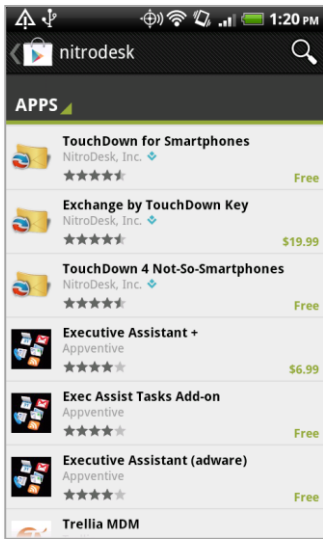 1:20 PM
nitrodesk
APPS
TouchDown for Smartphones
NitroDesk, Inc.
Free
Exchange by TouchDown Key
NitroDesk, Inc.
$19.99
TouchDown 4 Not-So-Smartphones
NitroDesk, Inc.
Free
Executive Assistant +
Appventive
$6.99
Exec Assist Tasks Add-on
Appventive
Free
Executive Assistant (adware)
Appventive
Free
Trellia MDM